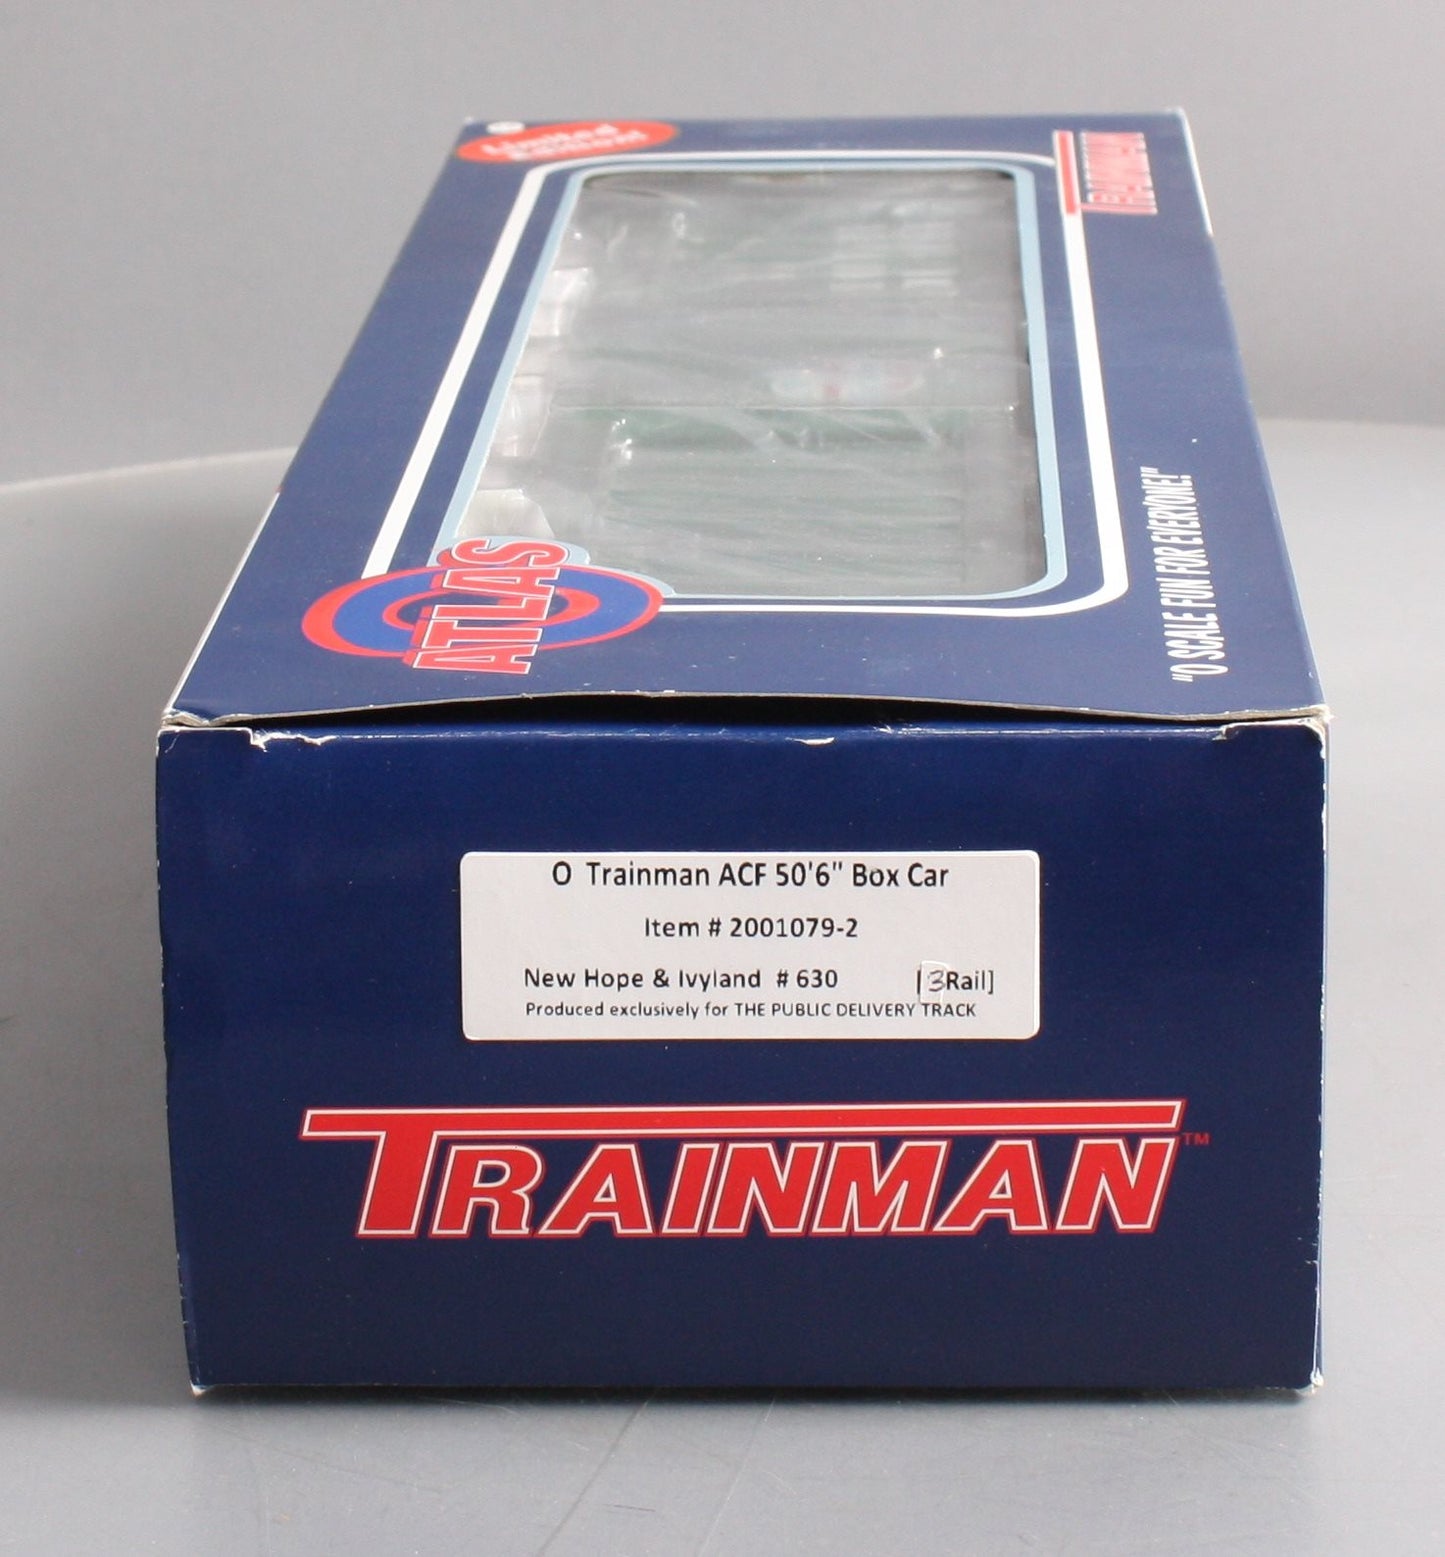 Limited
Edition!
TRAINMAN
ATLAS
"O SCALE FUN FOR EVERYONE!"
O Trainman ACF 50'6" Box Car
Item # 2001079-2
New Hope & Ivyland # 630 [3Rail]
Produced exclusively for THE PUBLIC DELIVERY TRACK
TRAINMAN™